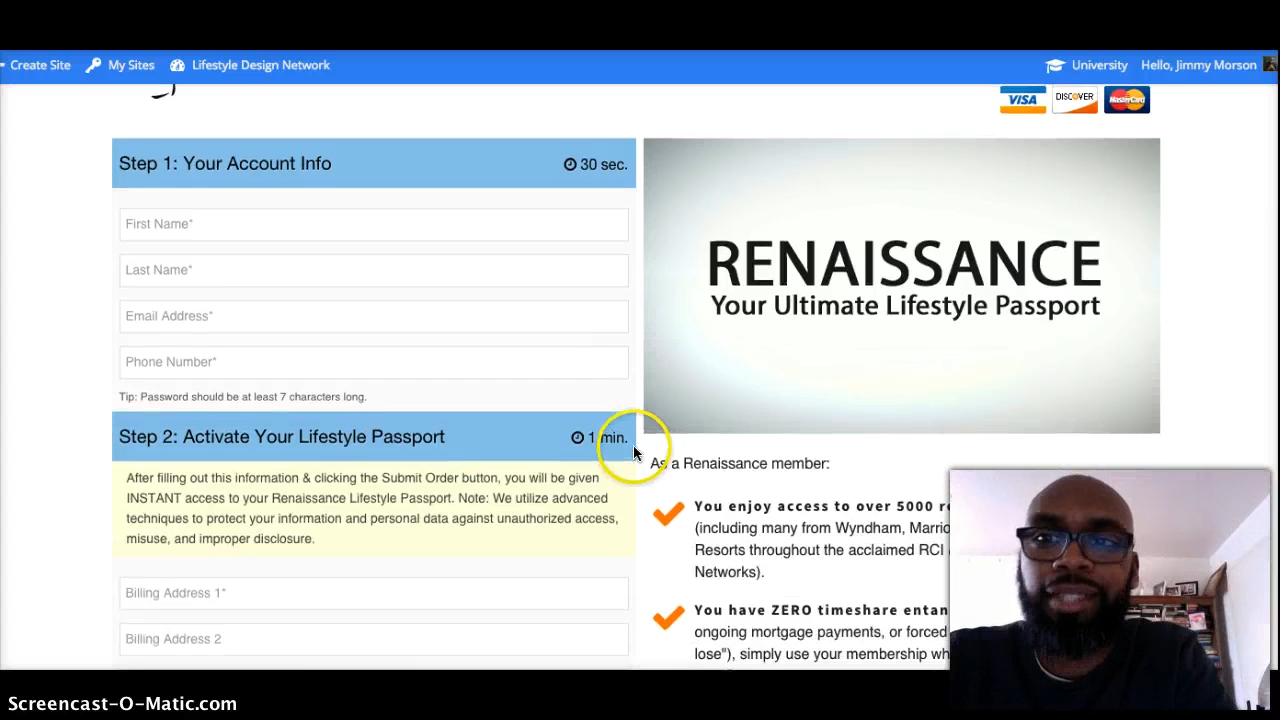 Create Site My Sites Lifestyle Design Network University Hello, Jimmy Morson
VISA DISCOVER MasterCard
Step 1: Your Account Info 30 sec.
First Name*
Last Name*
Email Address*
Phone Number*
Tip: Password should be at least 7 characters long.
Step 2: Activate Your Lifestyle Passport 1 min.
After filling out this information & clicking the Submit Order button, you will be given
INSTANT access to your Renaissance Lifestyle Passport. Note: We utilize advanced
techniques to protect your information and personal data against unauthorized access,
misuse, and improper disclosure.
Billing Address 1*
Billing Address 2
RENAISSANCE
Your Ultimate Lifestyle Passport
As a Renaissance member:
You enjoy access to over 5000
(including many from Wyndham,
Resorts throughout the acclaimed RCI
Networks).
You have ZERO timeshare
ongoing mortgage payments, or forced
lose"), simply use your membership
Screencast-O-Matic.com